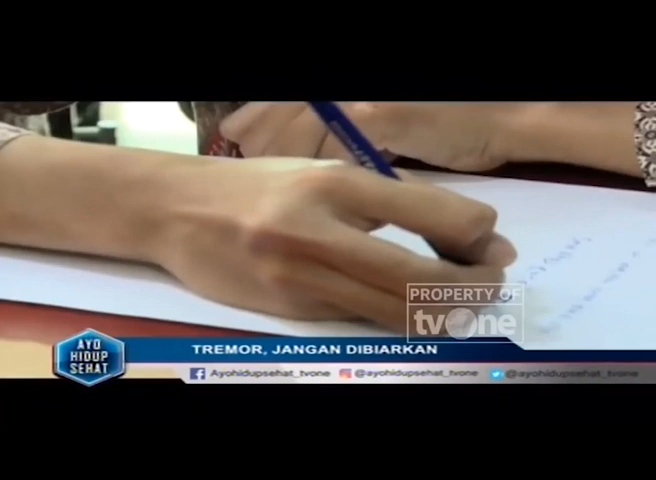 PROPERTY OF
tvOne
AYO
HIDUP
SEHAT
TREMOR, JANGAN DIBIARKAN
Ayohidupsehat_tvone @ayohidupsehat_tvone @ayohidupsehat_tvone